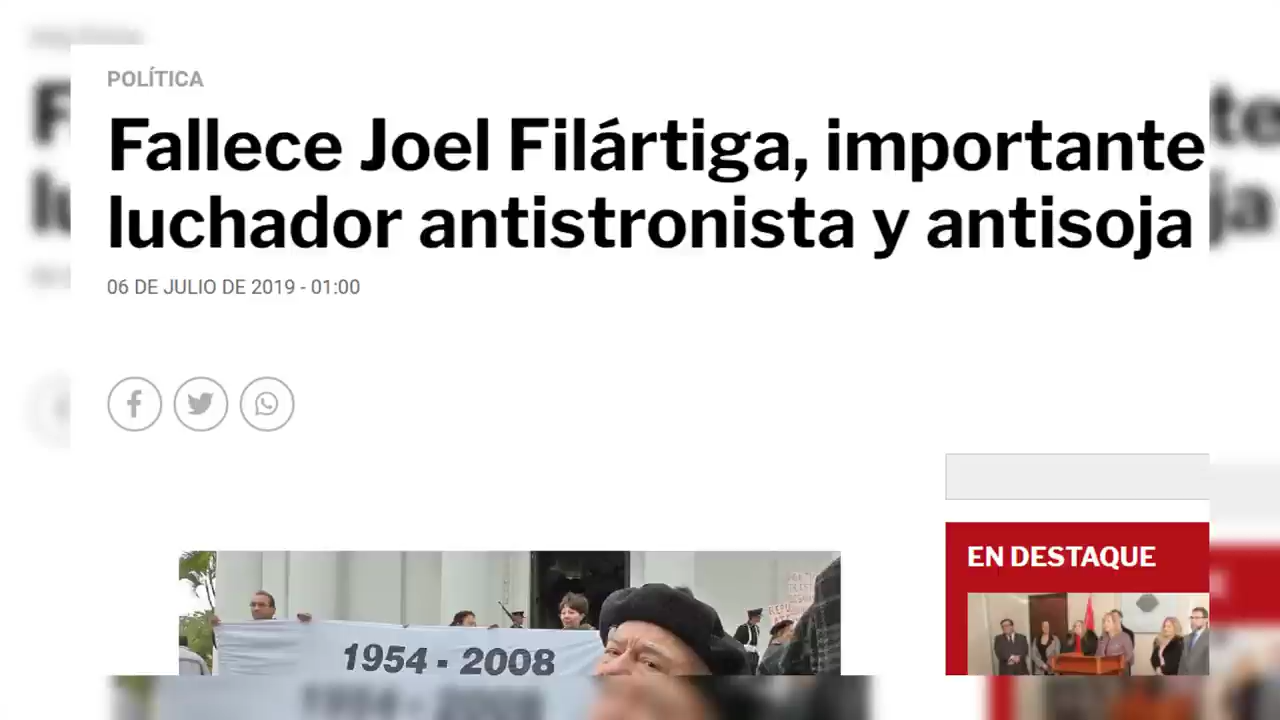 POLÍTICA
Fallece Joel Filártiga, importante
luchador antistronista y antisoja
06 DE JULIO DE 2019 - 01:00
EN DESTAQUE
1954 - 2008